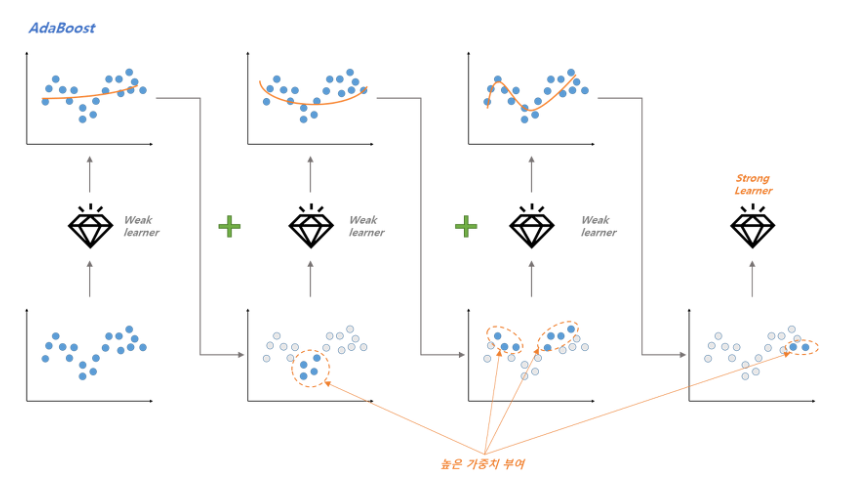 AdaBoost
Strong
Learner
Weak
learner
Weak
learner
Weak
learner
높은 가중치 부여